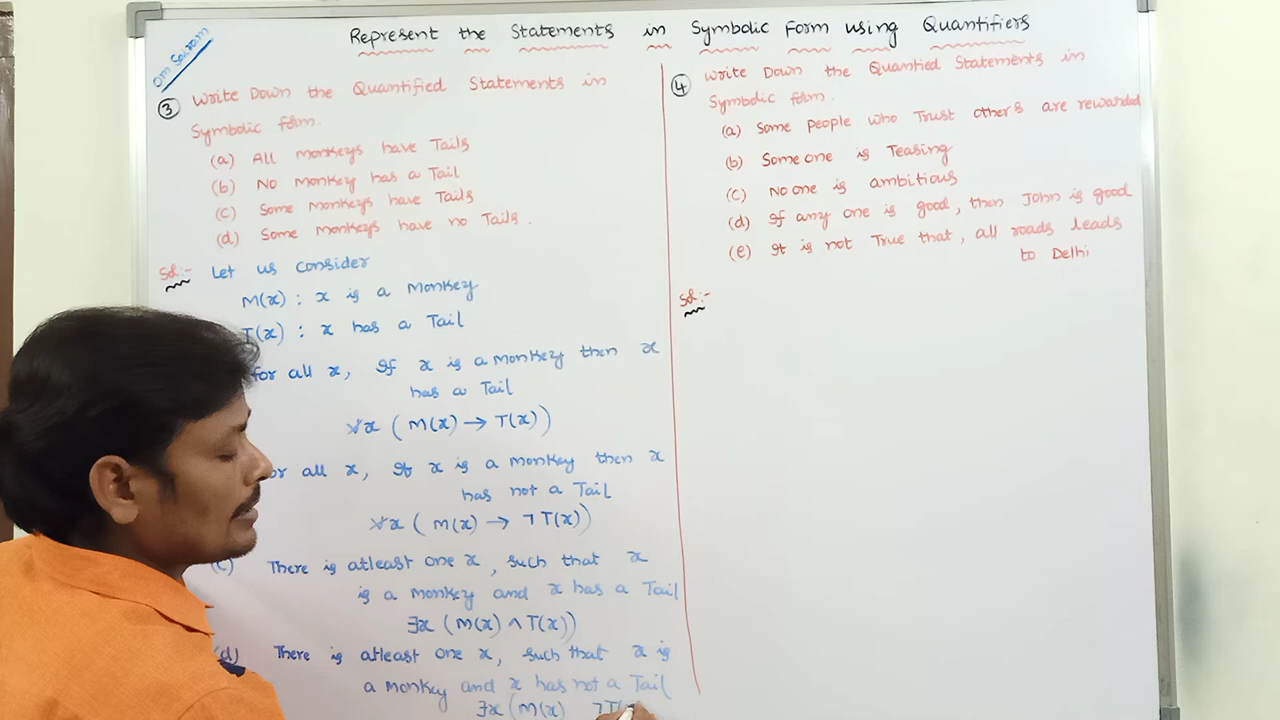 Represent the Statements in Symbolic Form using Quantifiers
Om Sairam
③ Write Down the Quantified Statements in
Symbolic form.
(a) All monkeys have Tails
(b) No monkey has a Tail
(c) Some monkeys have Tails
(d) Some monkeys have no Tails.
Sol:- Let us consider
M(x) : x is a monkey
T(x) : x has a Tail
for all x, If x is a monkey then x
has a Tail
∀x (M(x) → T(x))
or all x, If x is a monkey then x
has not a Tail
∀x (M(x) → ¬T(x))
(c) There is atleast one x, such that x
is a monkey and x has a Tail
∃x (M(x) ∧ T(x))
(d) There is atleast one x, such that x is
a monkey and x has not a Tail
∃x (M(x) ¬T(x
④ Write Down the Quantied Statements in
Symbolic form.
(a) Some people who Trust others are rewarded
(b) Some one is Teasing
(c) No one is ambitious
(d) If any one is good, then John is good
(e) It is not True that, all roads leads
to Delhi
Sol:-